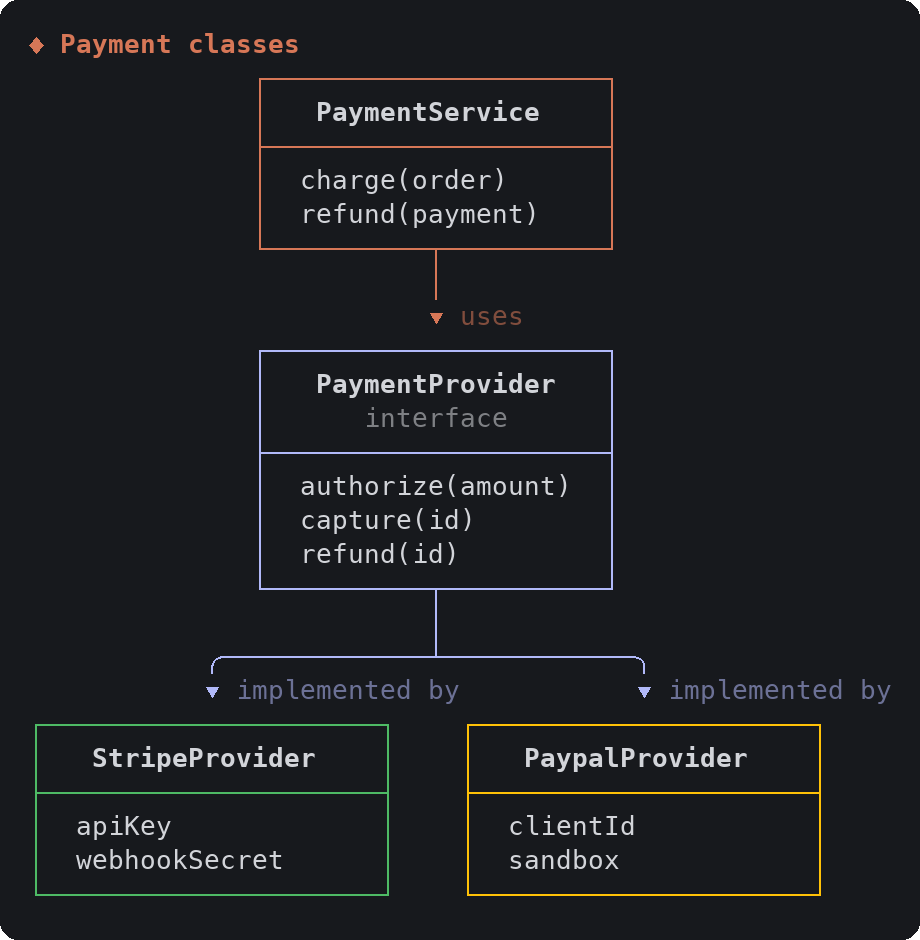 ♦ Payment classes
PaymentService
charge(order)
refund(payment)
▼ uses
PaymentProvider
interface
authorize(amount)
capture(id)
refund(id)
▼ implemented by
▼ implemented by
StripeProvider
apiKey
webhookSecret
PaypalProvider
clientId
sandbox